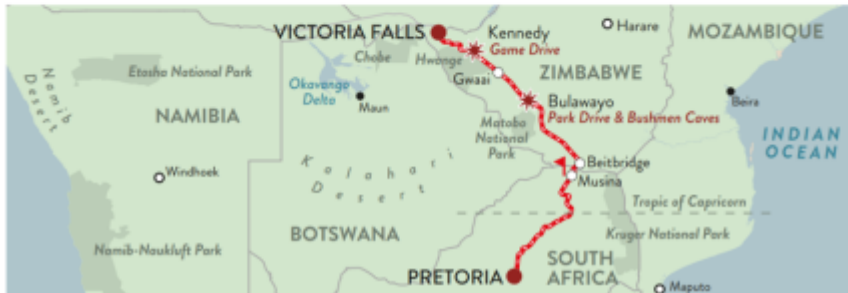 VICTORIA FALLS
Kennedy
Game Drive
Harare
MOZAMBIQUE
Etosha National Park
Chobe
Hwange
Gwaai
ZIMBABWE
Namib
Desert
Okavango
Delta
Maun
Bulawayo
Park Drive & Bushmen Caves
Beira
NAMIBIA
Matobo
National
Park
INDIAN
OCEAN
Windhoek
Kalahari
Desert
Beitbridge
Musina
Tropic of Capricorn
BOTSWANA
Kruger National Park
Namib-Naukluft Park
SOUTH
AFRICA
PRETORIA
Maputo